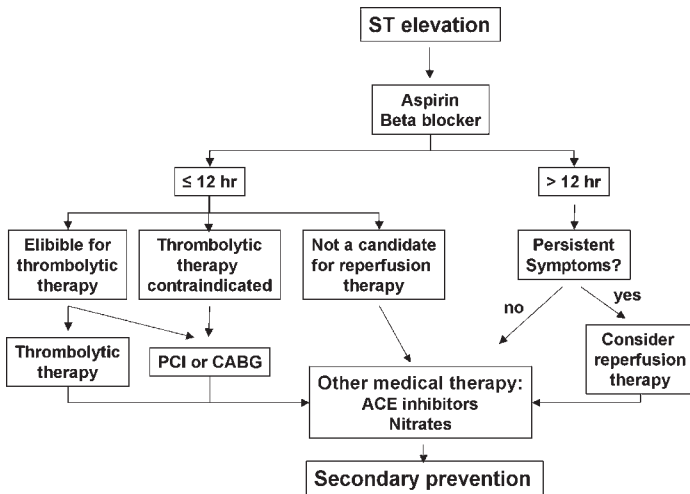 ST elevation
Aspirin
Beta blocker
≤ 12 hr
> 12 hr
Elibible for
thrombolytic
therapy
Thrombolytic
therapy
contraindicated
Not a candidate
for reperfusion
therapy
Persistent
Symptoms?
no
yes
Thrombolytic
therapy
PCI or CABG
Consider
reperfusion
therapy
Other medical therapy:
ACE inhibitors
Nitrates
Secondary prevention